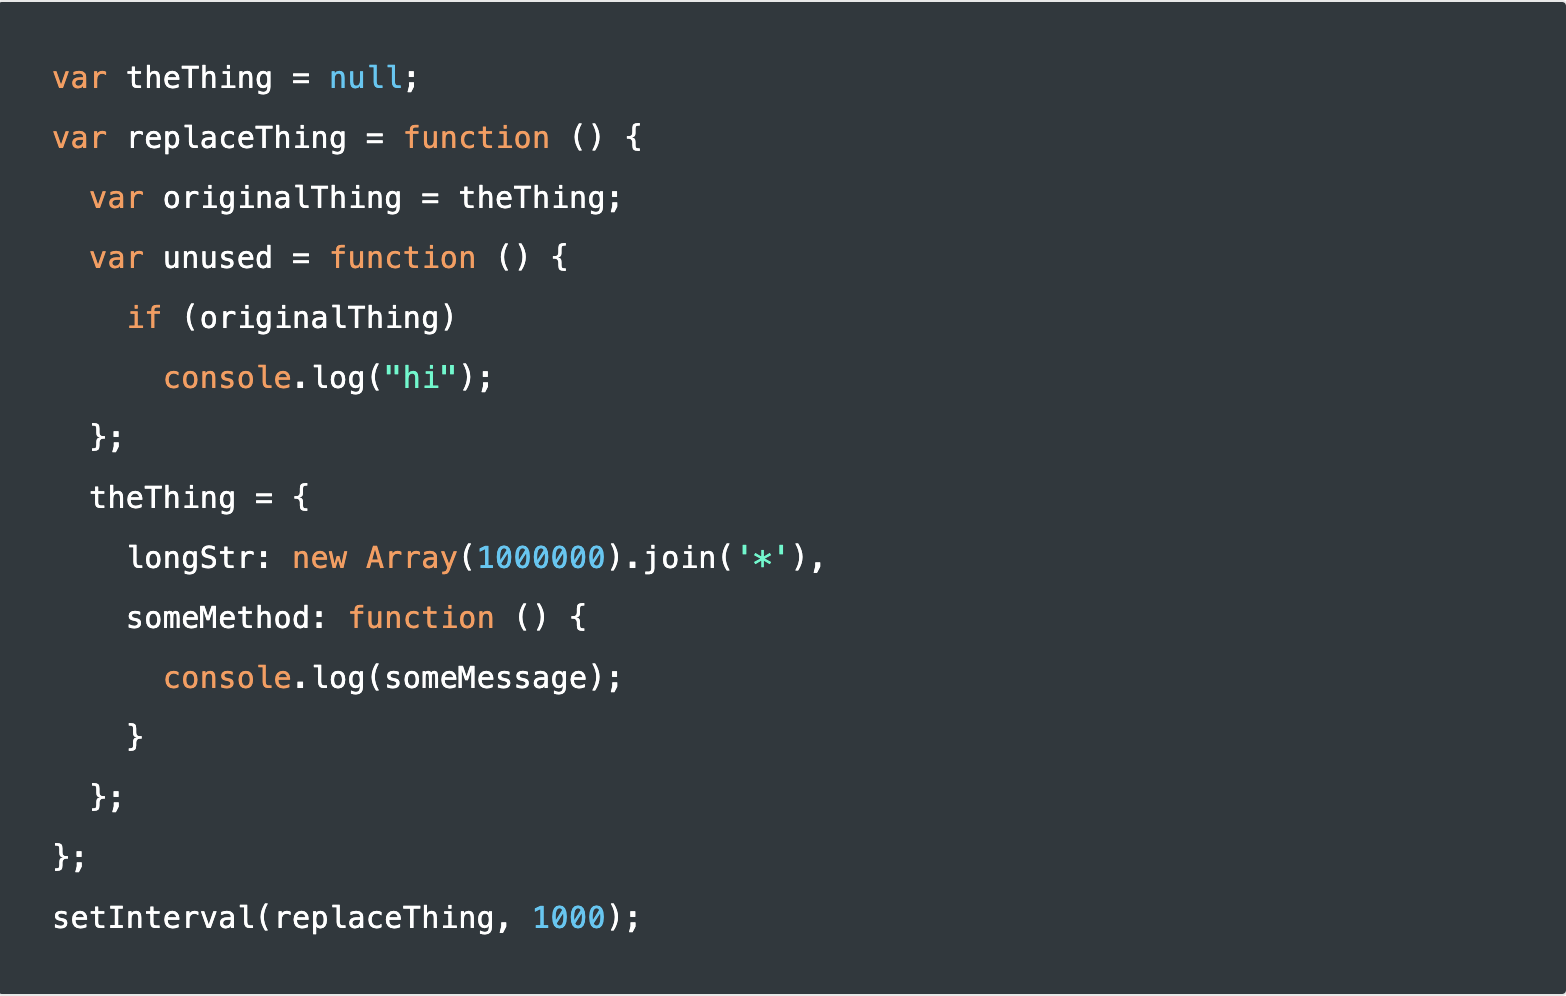 var theThing = null;
var replaceThing = function () {
  var originalThing = theThing;
  var unused = function () {
    if (originalThing)
      console.log("hi");
  };
  theThing = {
    longStr: new Array(1000000).join('*'),
    someMethod: function () {
      console.log(someMessage);
    }
  };
};
setInterval(replaceThing, 1000);